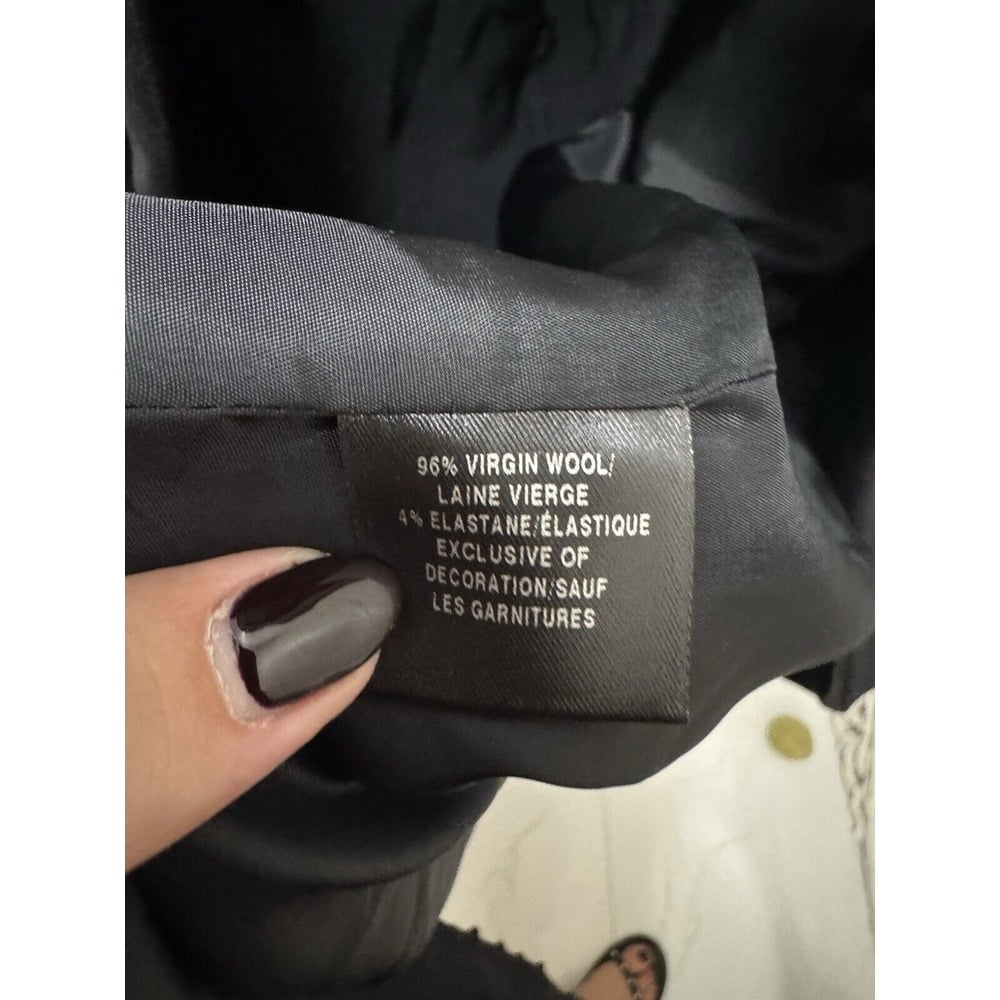 96% VIRGIN WOOL/
LAINE VIERGE
4% ELASTANE/ÉLASTIQUE
EXCLUSIVE OF
DECORATION/SAUF
LES GARNITURES